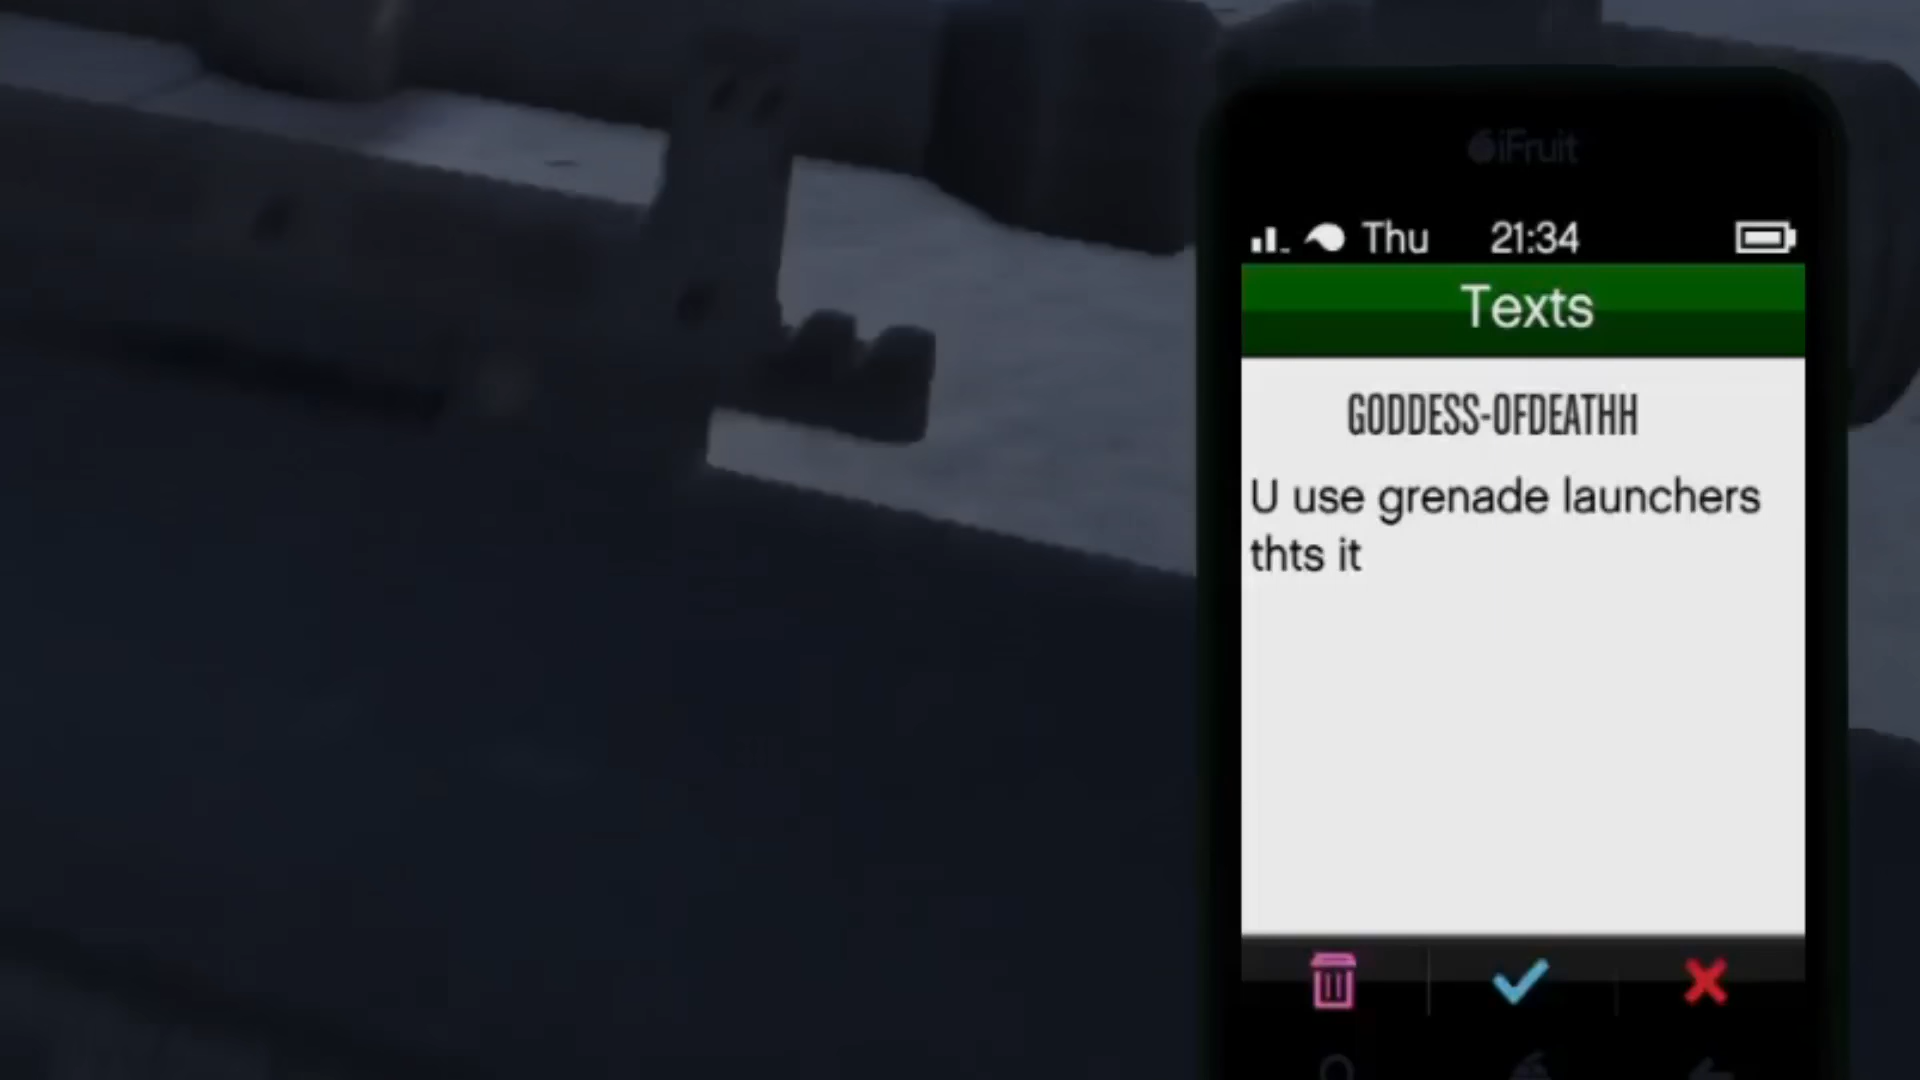 iFruit
Thu 21:34
Texts
GODDESS-OFDEATHH
U use grenade launchers
thts it